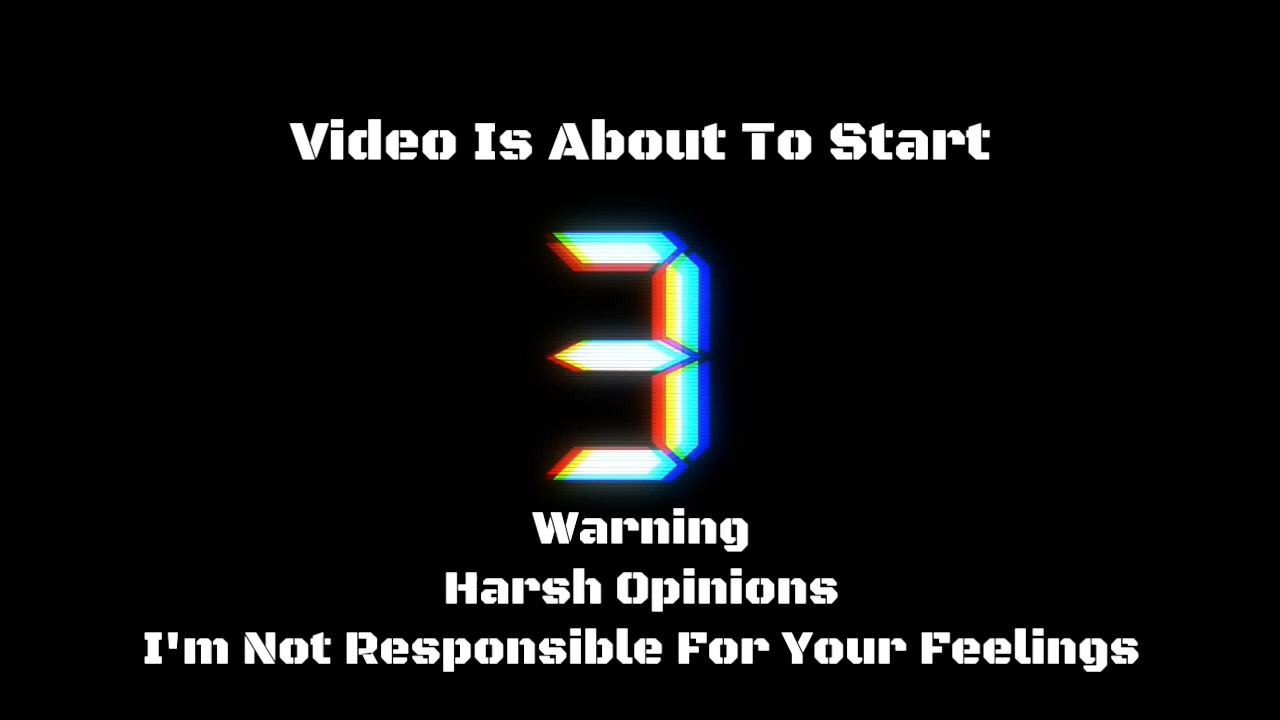 Video Is About To Start
3
Warning
Harsh Opinions
I'm Not Responsible For Your Feelings